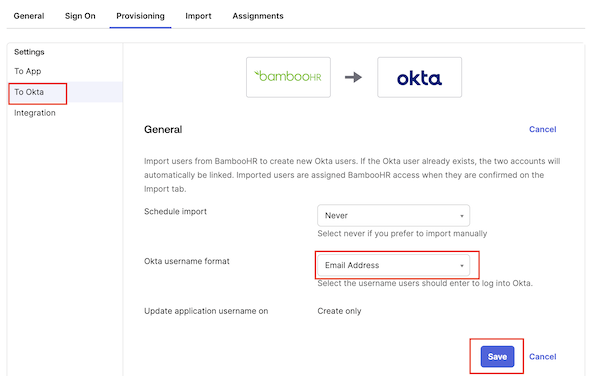 General Sign On Provisioning Import Assignments
Settings
To App
To Okta
Integration
bambooHR okta
General Cancel
Import users from BambooHR to create new Okta users. If the Okta user already exists, the two accounts will
automatically be linked. Imported users are assigned BambooHR access when they are confirmed on the
Import tab.
Schedule import Never
Select never if you prefer to import manually
Okta username format Email Address
Select the username users should enter to log into Okta.
Update application username on Create only
Save Cancel